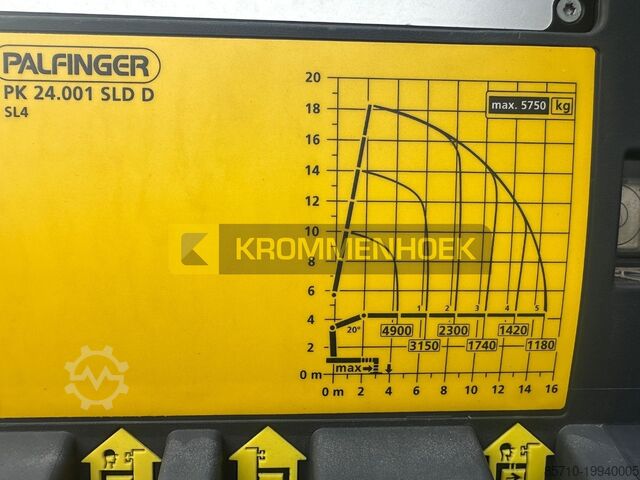 PALFINGER
PK 24.001 SLD D
SL4
20
18
16
14
12
10
8
6
4
2
0 m
max. 5750 kg
KROMMENHOEK
20°
1 2 3 4 5
4900 2300 1420
3150 1740 1180
max
0 m 2 4 6 8 10 12 14 16
85710-19940005